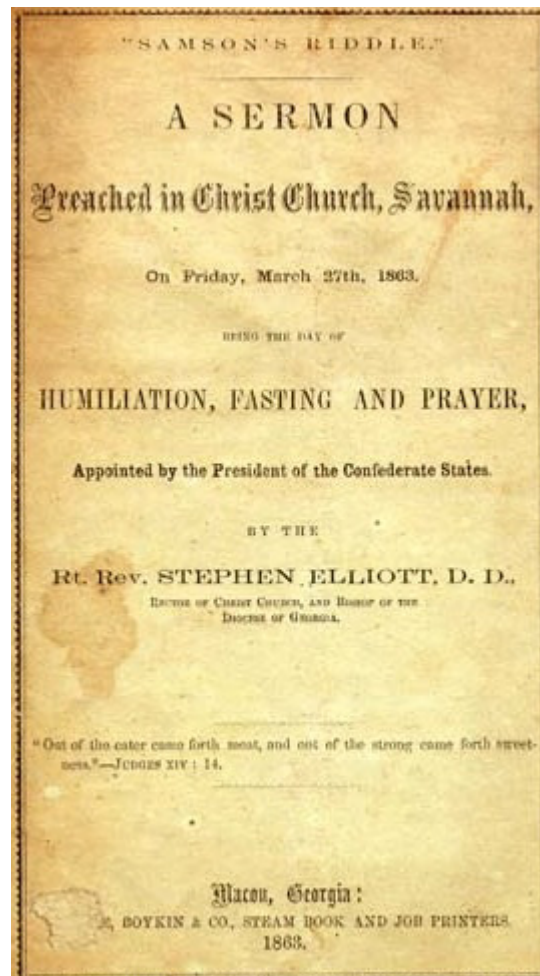 "SAMSON'S RIDDLE."
A SERMON
Preached in Christ Church, Savannah,
On Friday, March 27th, 1863,
BEING THE DAY OF
HUMILIATION, FASTING AND PRAYER,
Appointed by the President of the Confederate States.
BY THE
Rt. Rev. STEPHEN ELLIOTT, D. D.,
RECTOR OF CHRIST CHURCH, AND BISHOP OF THE
DIOCESE OF GEORGIA.
"Out of the eater came forth meat, and out of the strong came forth sweet-
ness."—JUDGES XIV : 14.
Macon, Georgia:
BOYKIN & CO., STEAM BOOK AND JOB PRINTERS.
1863.